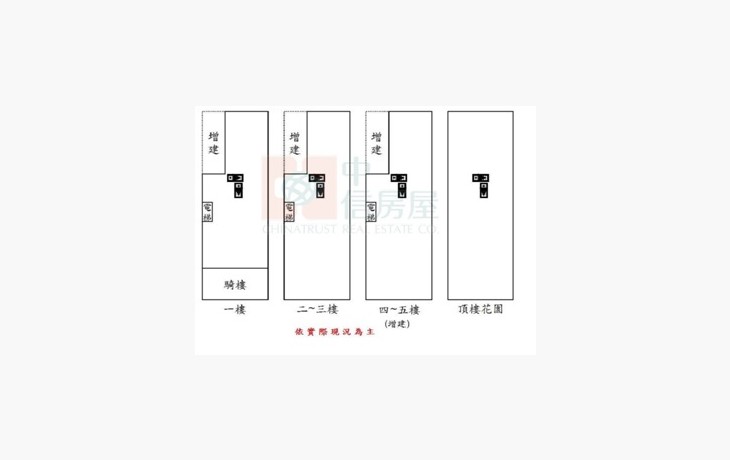 增建
增建
增建
中
信房屋
CHINATRUST REAL ESTATE CO.
電梯
電梯
電梯
騎樓
一樓
二~三樓
四~五樓
(增建)
頂樓花園
依實際現況為主